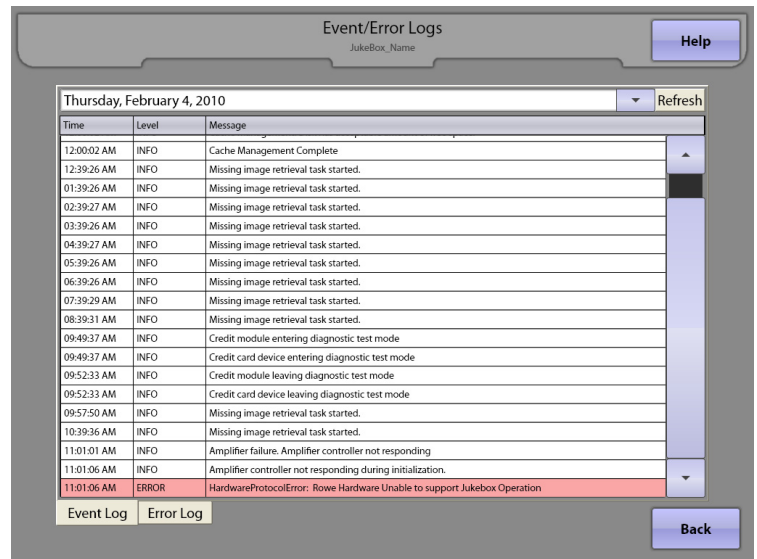 Event/Error Logs
JukeBox_Name
Help
Thursday, February 4, 2010
Refresh
Time Level Message
12:00:02 AM INFO Cache Management Complete
12:39:26 AM INFO Missing image retrieval task started.
01:39:26 AM INFO Missing image retrieval task started.
02:39:27 AM INFO Missing image retrieval task started.
03:39:26 AM INFO Missing image retrieval task started.
04:39:27 AM INFO Missing image retrieval task started.
05:39:26 AM INFO Missing image retrieval task started.
06:39:26 AM INFO Missing image retrieval task started.
07:39:29 AM INFO Missing image retrieval task started.
08:39:31 AM INFO Missing image retrieval task started.
09:49:37 AM INFO Credit module entering diagnostic test mode
09:49:37 AM INFO Credit card device entering diagnostic test mode
09:52:33 AM INFO Credit module leaving diagnostic test mode
09:52:33 AM INFO Credit card device leaving diagnostic test mode
09:57:50 AM INFO Missing image retrieval task started.
10:39:36 AM INFO Missing image retrieval task started.
11:01:01 AM INFO Amplifier failure. Amplifier controller not responding
11:01:06 AM INFO Amplifier controller not responding during initialization.
11:01:06 AM ERROR HardwareProtocolError: Rowe Hardware Unable to support Jukebox Operation
Event Log Error Log
Back